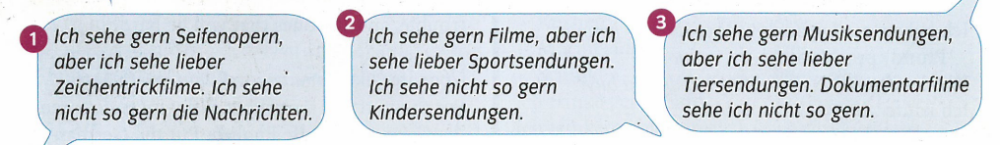 1
Ich sehe gern Seifenopern,
aber ich sehe lieber
Zeichentrickfilme. Ich sehe
nicht so gern die Nachrichten.
2
Ich sehe gern Filme, aber ich
sehe lieber Sportsendungen.
Ich sehe nicht so gern
Kindersendungen.
3
Ich sehe gern Musiksendungen,
aber ich sehe lieber
Tiersendungen. Dokumentarfilme
sehe ich nicht so gern.